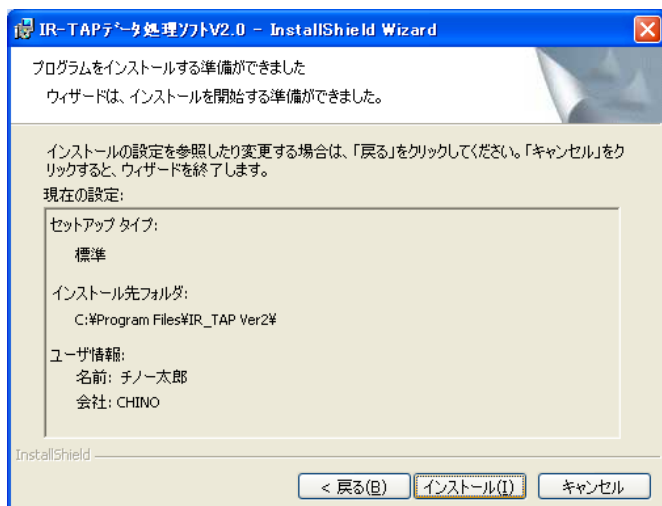 IR-TAPﾃﾞｰﾀ処理ｿﾌﾄV2.0 - InstallShield Wizard
プログラムをインストールする準備ができました
ウィザードは、インストールを開始する準備ができました。
インストールの設定を参照したり変更する場合は、「戻る」をクリックしてください。「キャンセル」をク
リックすると、ウィザードを終了します。
現在の設定:
セットアップ タイプ:
標準
インストール先フォルダ:
C:¥Program Files¥IR_TAP Ver2¥
ユーザ情報:
名前: チノー太郎
会社: CHINO
InstallShield
< 戻る(B)
インストール(I)
キャンセル